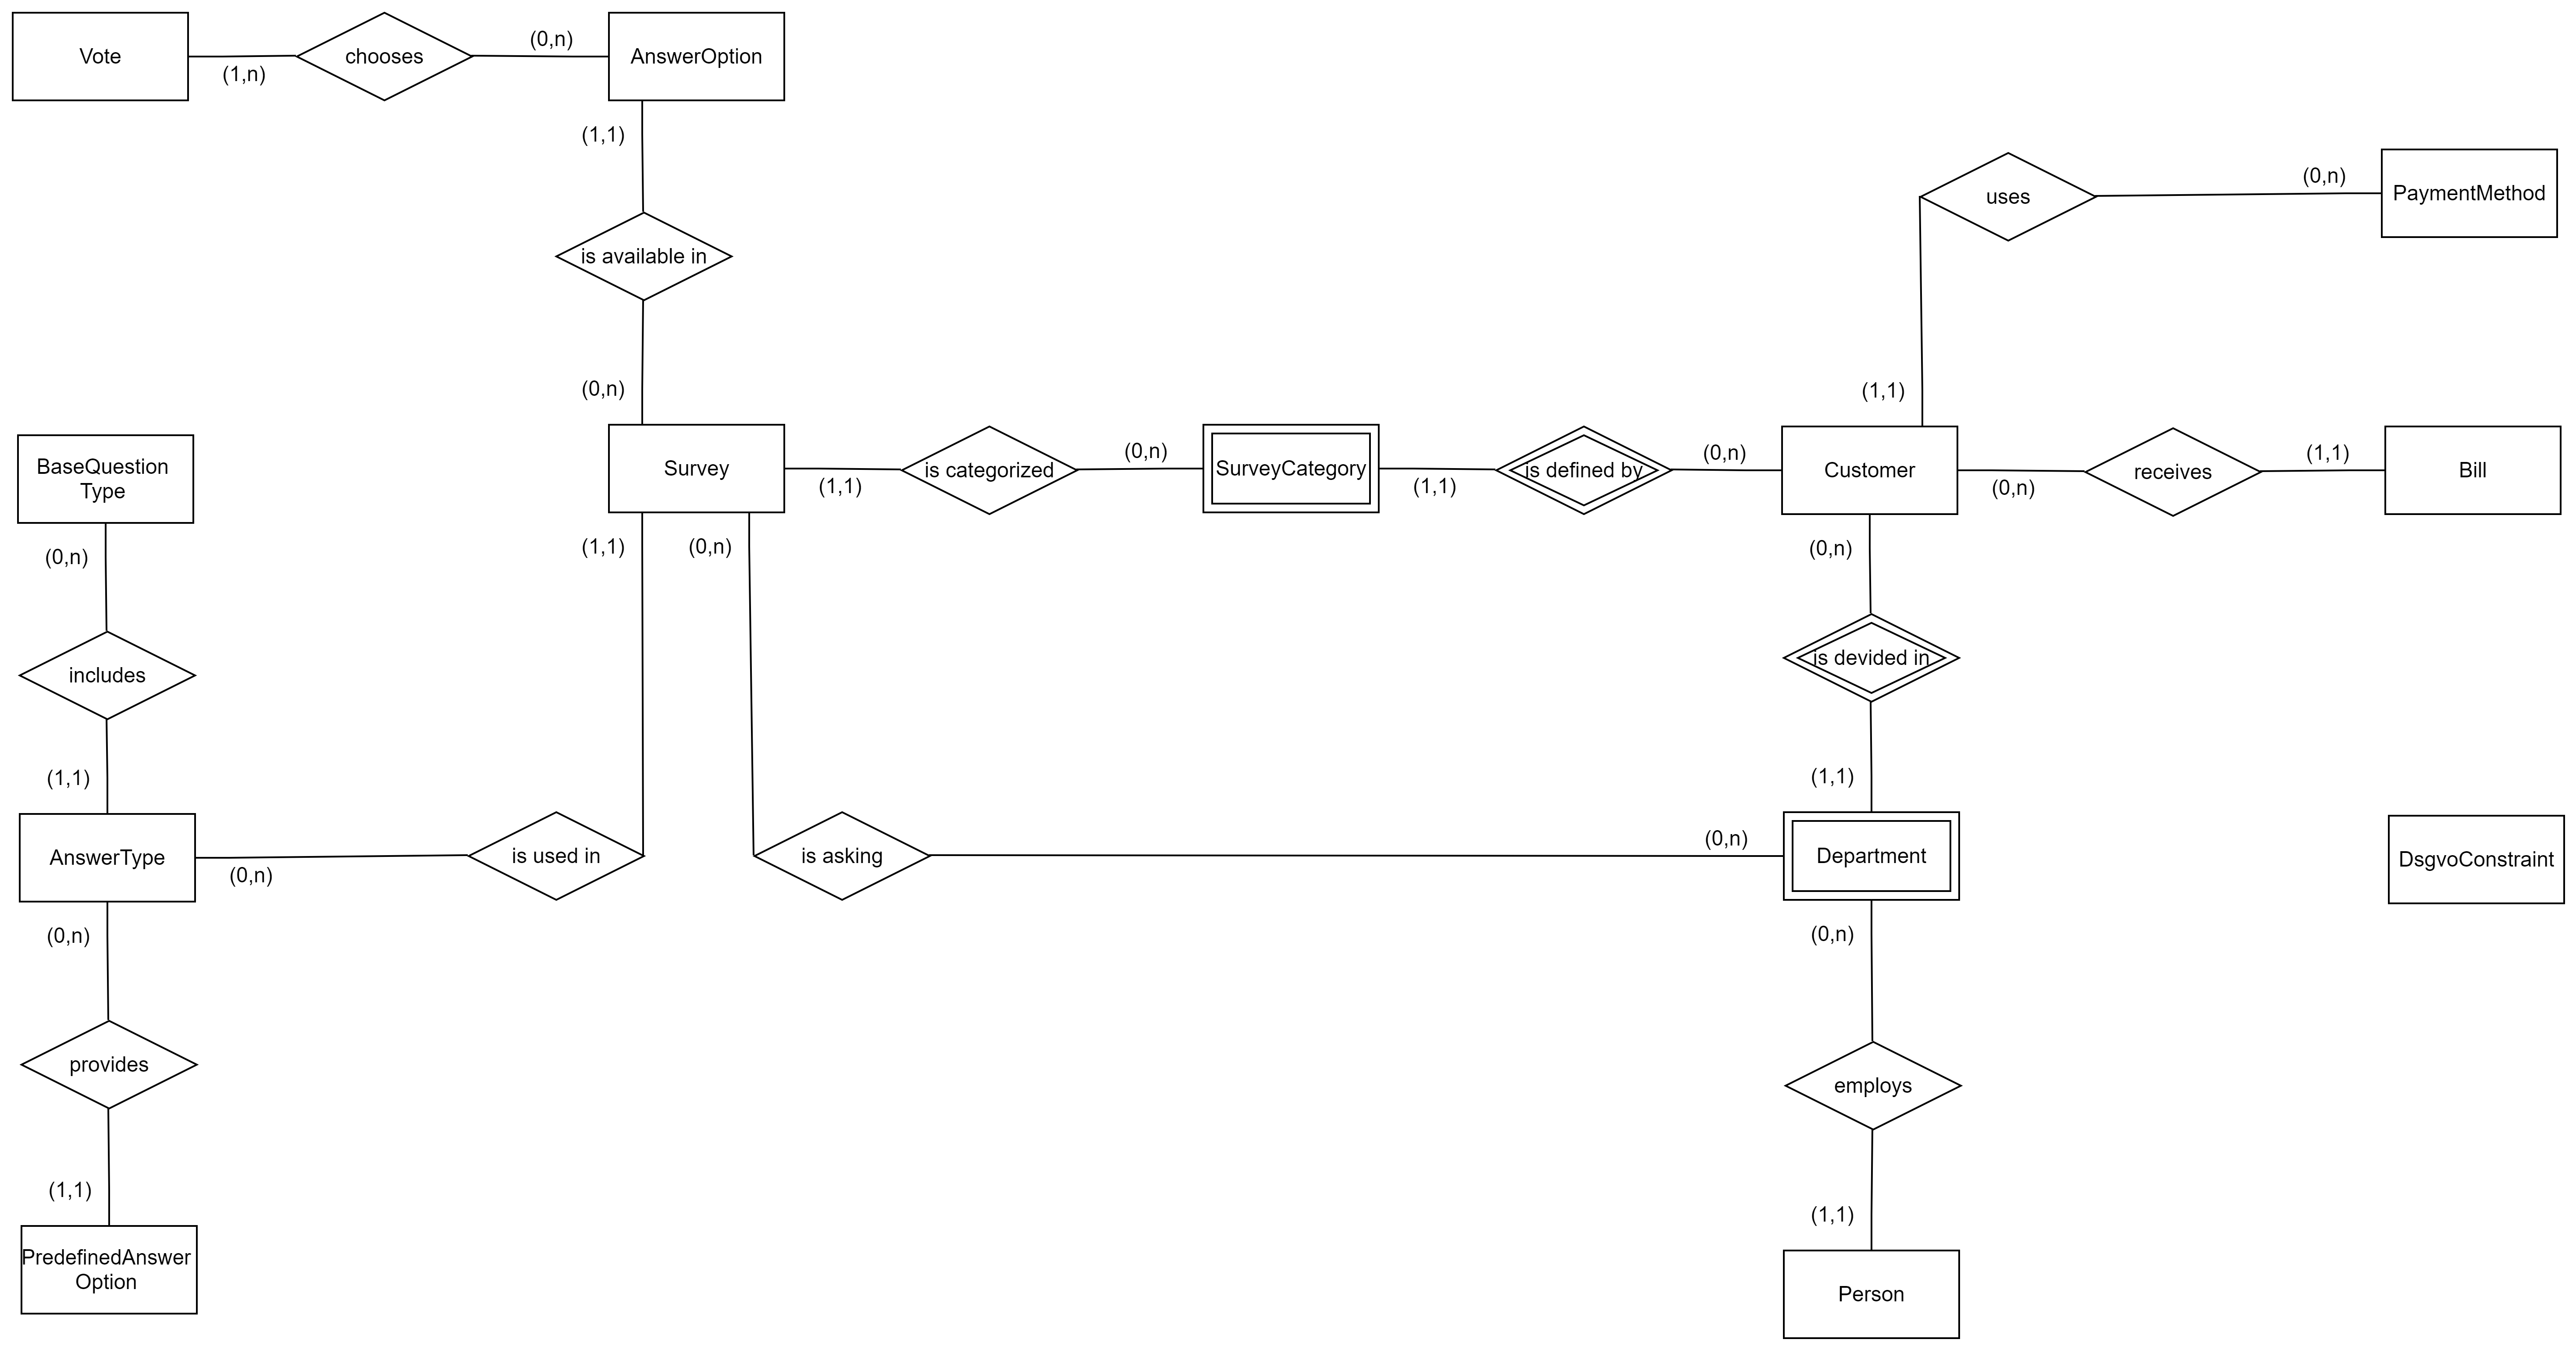 Vote
(1,n)
chooses
(0,n)
AnswerOption
(1,1)
is available in
(0,n)
uses
(0,n)
PaymentMethod
(1,1)
BaseQuestion
Type
Survey
(1,1)
is categorized
(0,n)
SurveyCategory
(1,1)
is defined by
(0,n)
Customer
(0,n)
receives
(1,1)
Bill
(0,n)
(1,1)
(0,n)
(0,n)
includes
is devided in
(1,1)
(1,1)
AnswerType
(0,n)
is used in
is asking
(0,n)
Department
DsgvoConstraint
(0,n)
(0,n)
provides
employs
(1,1)
(1,1)
PredefinedAnswer
Option
Person